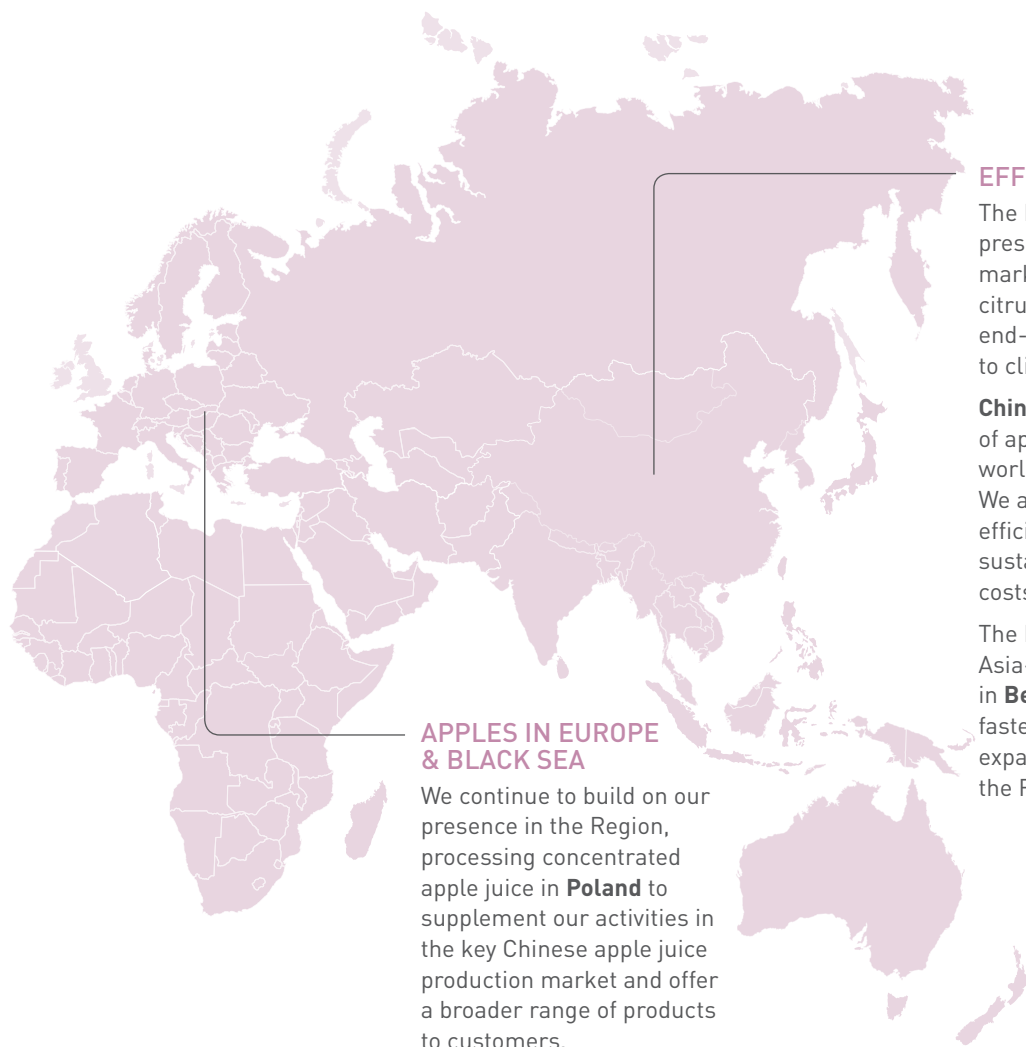 APPLES IN EUROPE
& BLACK SEA
We continue to build on our
presence in the Region,
processing concentrated
apple juice in Poland to
supplement our activities in
the key Chinese apple juice
production market and offer
a broader range of products
to customers.
EFF
The
pres
mark
citru
end-
to cli
Chin
of ap
worl
We a
effici
susta
costs
The
Asia-
in Be
faste
expa
the F